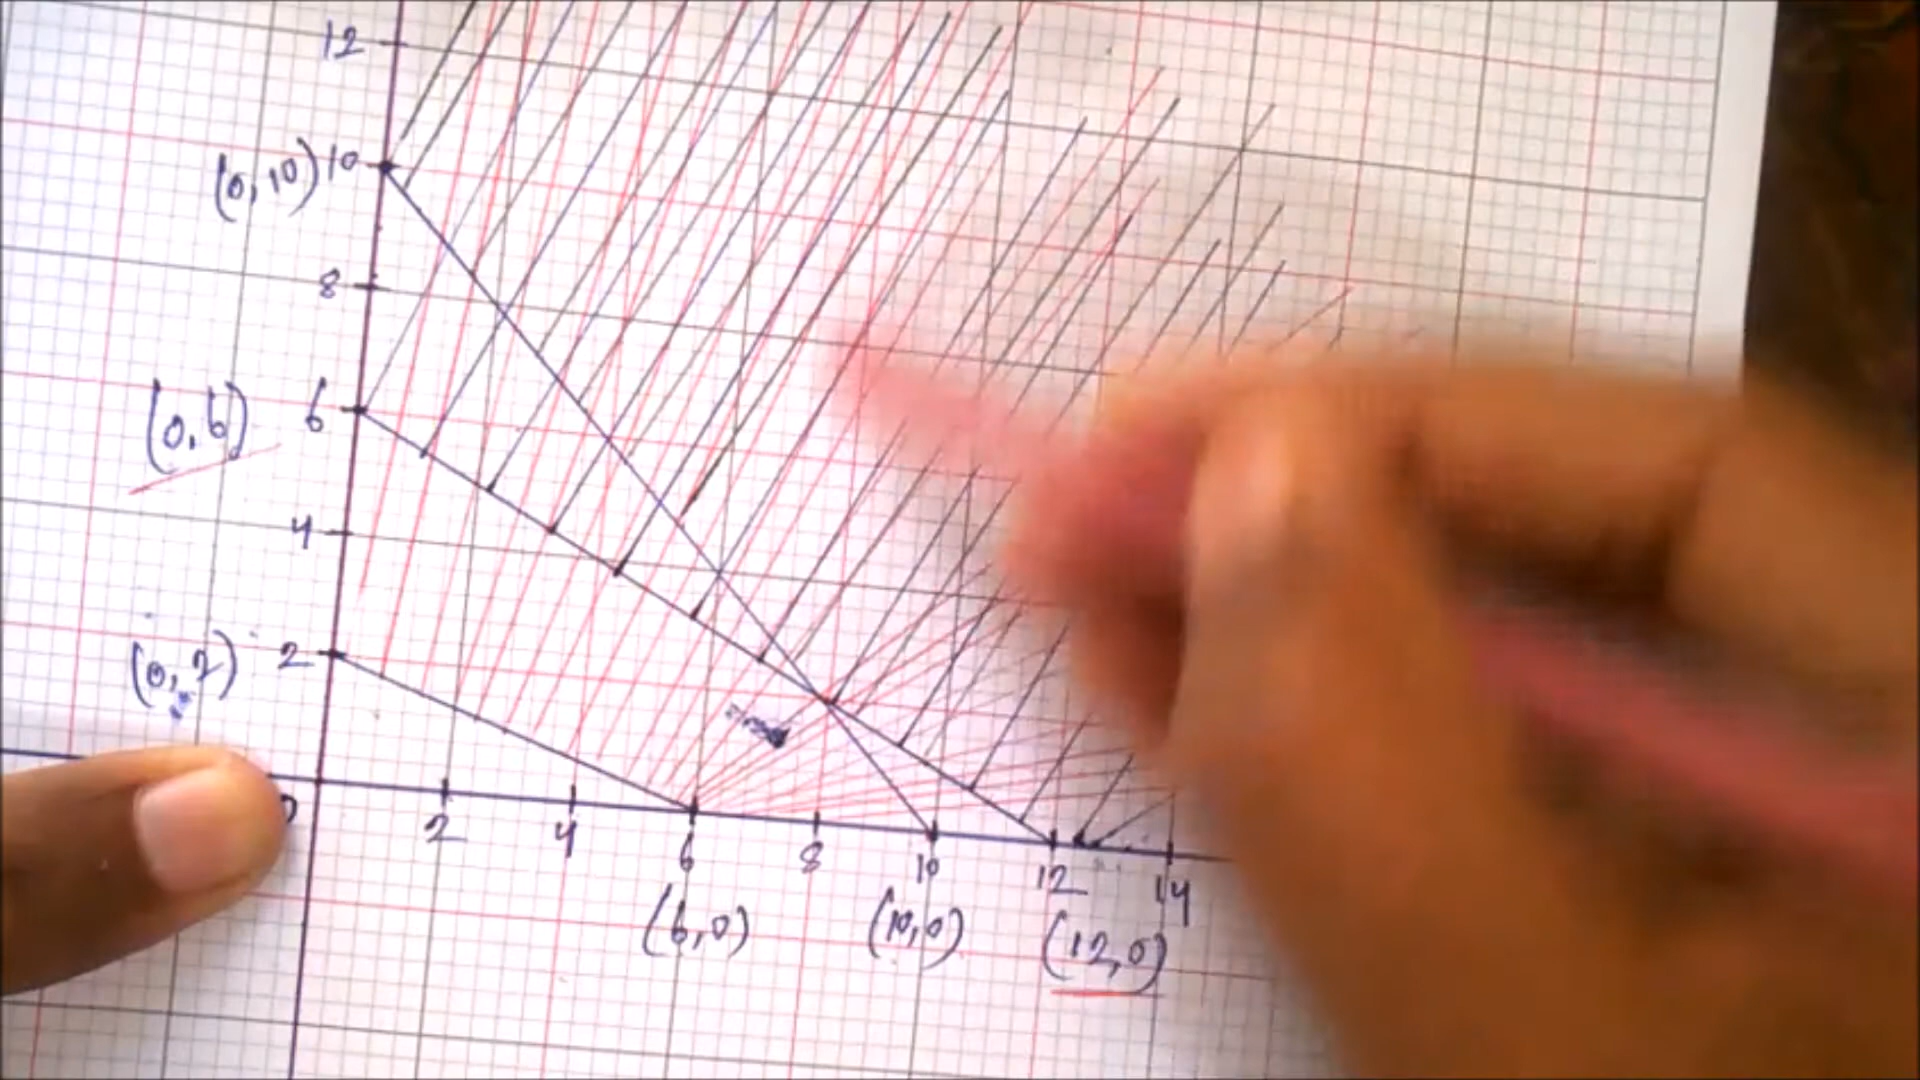 12
(0, 10) 10
8
(0, 6) 6
4
(0, 2) 2
0 2 4 6 8 10 12 14
(6, 0) (10, 0) (12, 0)